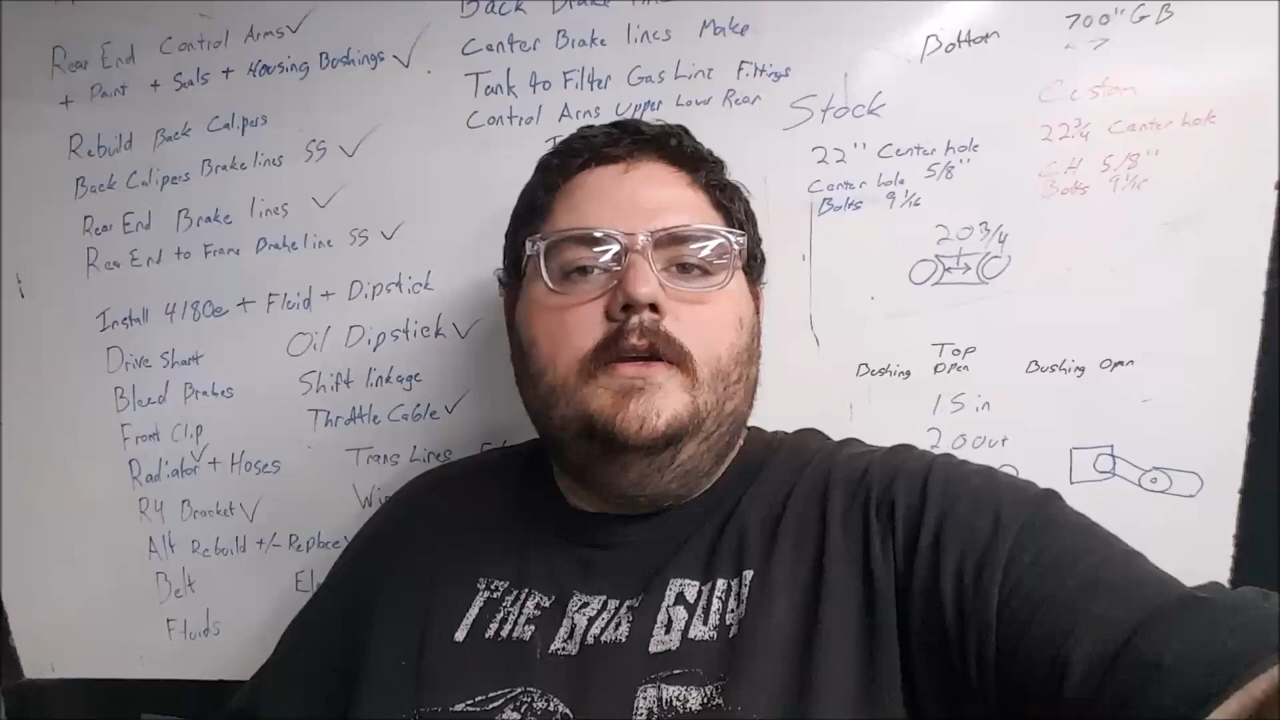 Rear End Control Arms ✓
+ Paint + Seals + Housing Bushings ✓
Rebuild Back Calipers
Back Calipers Brakelines SS ✓
Rear End Brake lines ✓
Rear End to Frame Brakeline SS ✓
Install 4180e + Fluid + Dipstick
Drive Shaft
Bleed Brakes
Front Clip
Radiator ✓ + Hoses
R4 Bracket ✓
Alt Rebuild +/- Replace ✓
Belt
Fluids
Oil Dipstick ✓
Shift linkage
Throttle Cable ✓
Trans Lines
Back Brake
Center Brake lines Make
Tank to Filter Gas Line Fittings
Control Arms Upper Lower Rear
Bottom
700" GB
Stock
22" Center hole
Center hole 5/8"
Bolts 9/16
Custom
22 3/4 Center hole
CH 5/8"
Bolts 9/16
20 3/4
Top
Bushing Open
Bushing Open
1.5 in
2.0 out
THE BIG GUY